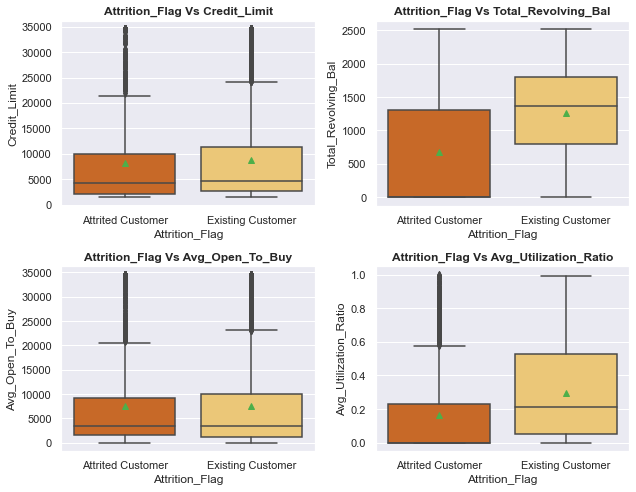 Attrition_Flag Vs Credit_Limit
Credit_Limit
35000
30000
25000
20000
15000
10000
5000
0
Attrited Customer
Existing Customer
Attrition_Flag
Attrition_Flag Vs Total_Revolving_Bal
Total_Revolving_Bal
2500
2000
1500
1000
500
0
Attrited Customer
Existing Customer
Attrition_Flag
Attrition_Flag Vs Avg_Open_To_Buy
Avg_Open_To_Buy
35000
30000
25000
20000
15000
10000
5000
0
Attrited Customer
Existing Customer
Attrition_Flag
Attrition_Flag Vs Avg_Utilization_Ratio
Avg_Utilization_Ratio
1.0
0.8
0.6
0.4
0.2
0.0
Attrited Customer
Existing Customer
Attrition_Flag